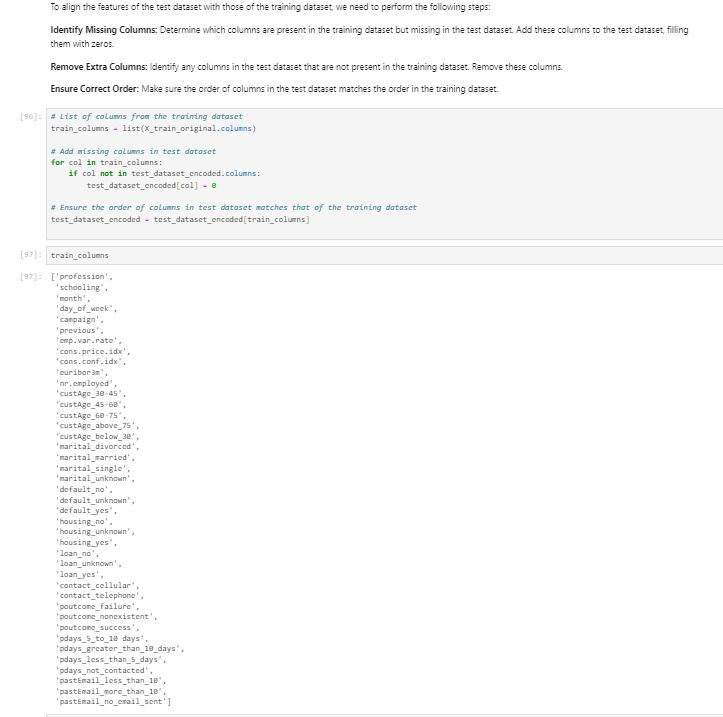 To align the features of the test dataset with those of the training dataset, we need to perform the following steps:
Identify Missing Columns: Determine which columns are present in the training dataset but missing in the test dataset. Add these columns to the test dataset, filling
them with zeros.
Remove Extra Columns: Identify any columns in the test dataset that are not present in the training dataset. Remove these columns.
Ensure Correct Order: Make sure the order of columns in the test dataset matches the order in the training dataset.
[96]: # List of columns from the training dataset
train_columns = list(X_train_original.columns)
# Add missing columns in test dataset
for col in train_columns:
if col not in test_dataset_encoded.columns:
test_dataset_encoded[col] = 0
# Ensure the order of columns in test dataset matches that of the training dataset
test_dataset_encoded = test_dataset_encoded[train_columns]
[97]: train_columns
[97]: ['profession',
'schooling',
'month',
'day_of_week',
'campaign',
'previous',
'emp.var.rate',
'cons.price.idx',
'cons.conf.idx',
'euribor3m',
'nr.employed',
'custAge_30-45',
'custAge_45-60',
'custAge_60-75',
'custAge_above_75',
'custAge_below_30',
'marital_divorced',
'marital_married',
'marital_single',
'marital_unknown',
'default_no',
'default_unknown',
'default_yes',
'housing_no',
'housing_unknown',
'housing_yes',
'loan_no',
'loan_unknown',
'loan_yes',
'contact_cellular',
'contact_telephone',
'poutcome_failure',
'poutcome_nonexistent',
'poutcome_success',
'pdays_5_to_10 days',
'pdays_greater_than_10_days',
'pdays_less_than_5_days',
'pdays_not_contacted',
'pastEmail_less_than_10',
'pastEmail_more_than_10',
'pastEmail_no_email_sent']